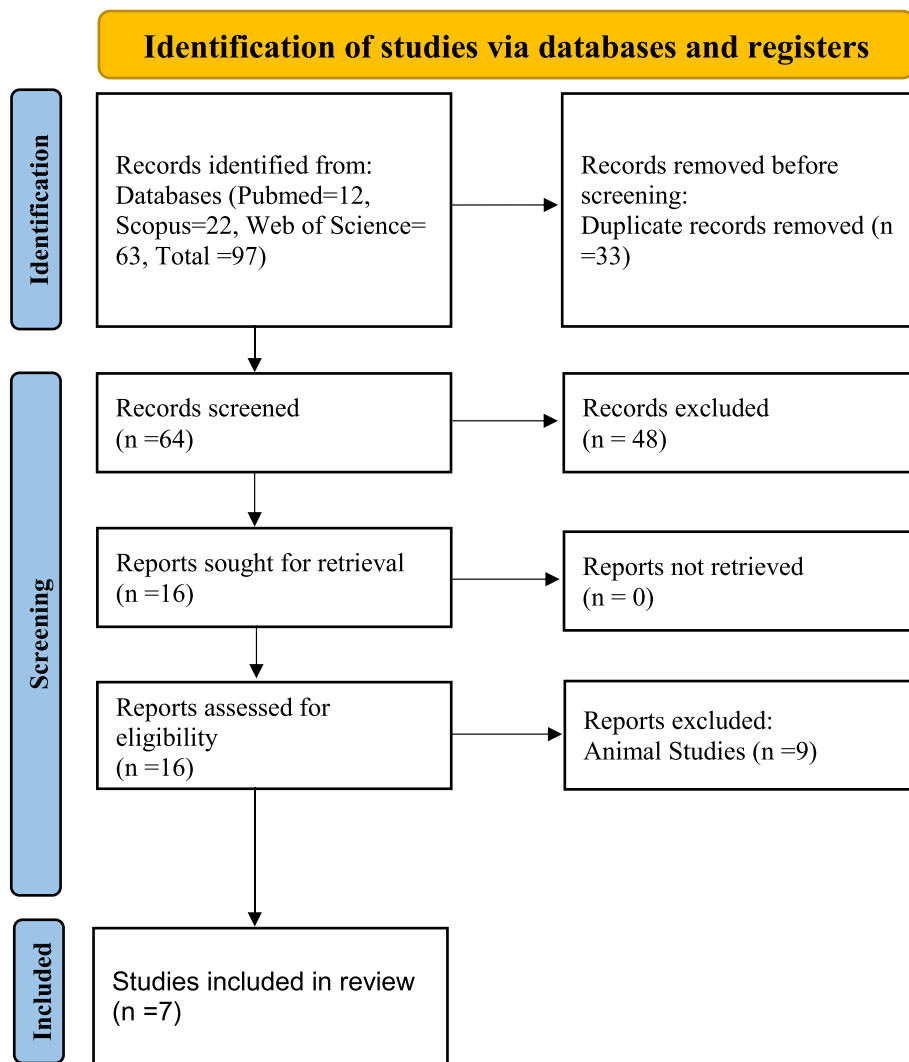 Identification of studies via databases and registers
Identification
Records identified from:
Databases (Pubmed=12,
Scopus=22, Web of Science=
63, Total =97)
Records removed before
screening:
Duplicate records removed (n
=33)
Screening
Records screened
(n =64)
Records excluded
(n = 48)
Reports sought for retrieval
(n =16)
Reports not retrieved
(n = 0)
Reports assessed for
eligibility
(n =16)
Reports excluded:
Animal Studies (n =9)
Included
Studies included in review
(n =7)